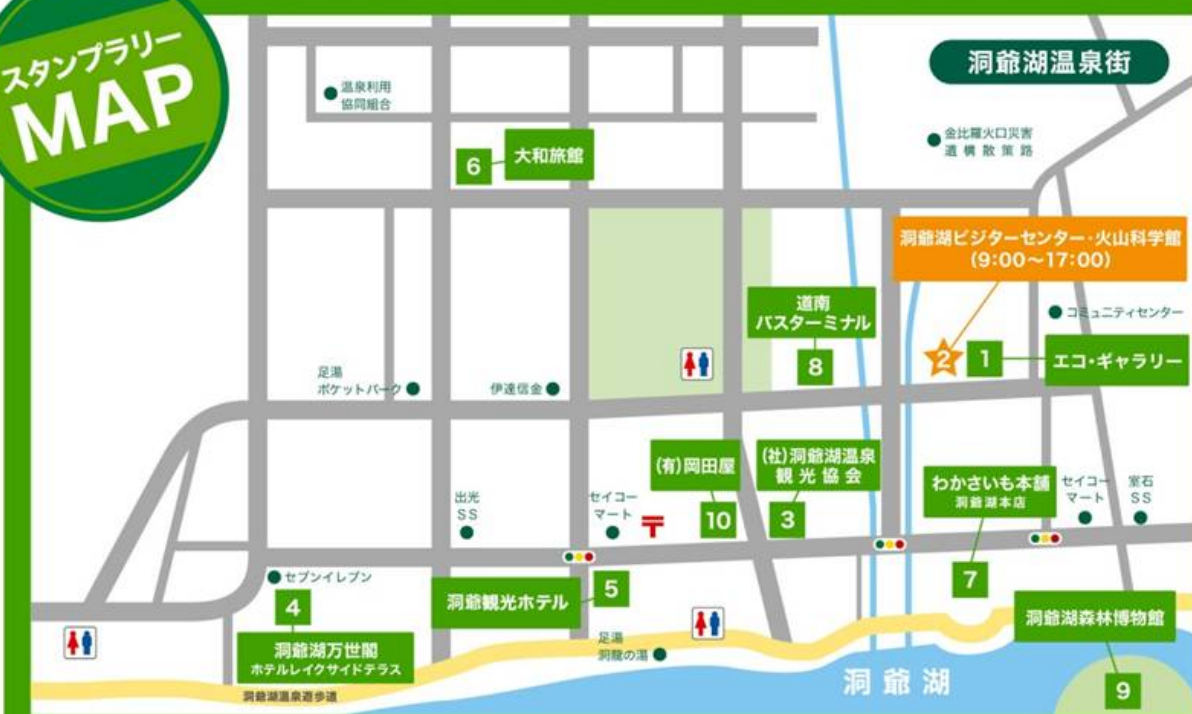 スタンプラリー
MAP
洞爺湖温泉街
温泉利用
協同組合
金比羅火口災害
遺構散策路
6
大和旅館
洞爺湖ビジターセンター・火山科学館
(9:00〜17:00)
道南
バスターミナル
8
コミュニティセンター
2
1
エコ・ギャラリー
足湯
ポケットパーク
伊達信金
(有)岡田屋
10
(社)洞爺湖温泉
観光協会
3
わかさいも本舗
洞爺湖本店
7
セイコー
マート
室石
SS
出光
SS
セイコー
マート
〒
セブンイレブン
4
洞爺湖万世閣
ホテルレイクサイドテラス
洞爺観光ホテル
5
足湯
洞龍の湯
洞爺湖森林博物館
9
洞爺湖
洞爺湖温泉遊歩道